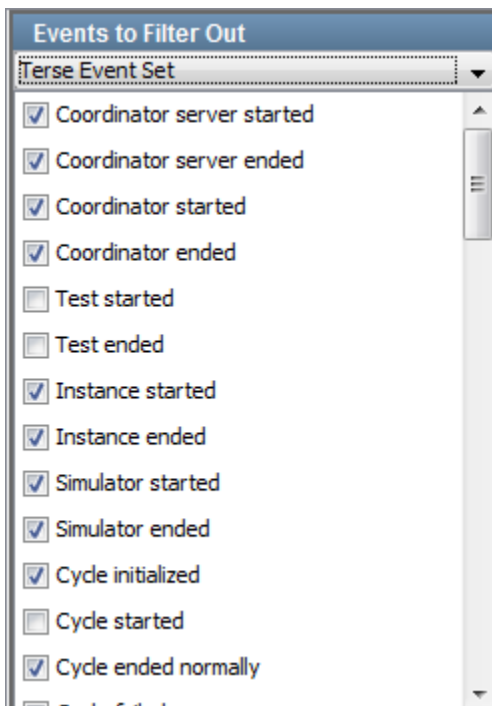 Events to Filter Out
Terse Event Set
Coordinator server started
Coordinator server ended
Coordinator started
Coordinator ended
Test started
Test ended
Instance started
Instance ended
Simulator started
Simulator ended
Cycle initialized
Cycle started
Cycle ended normally